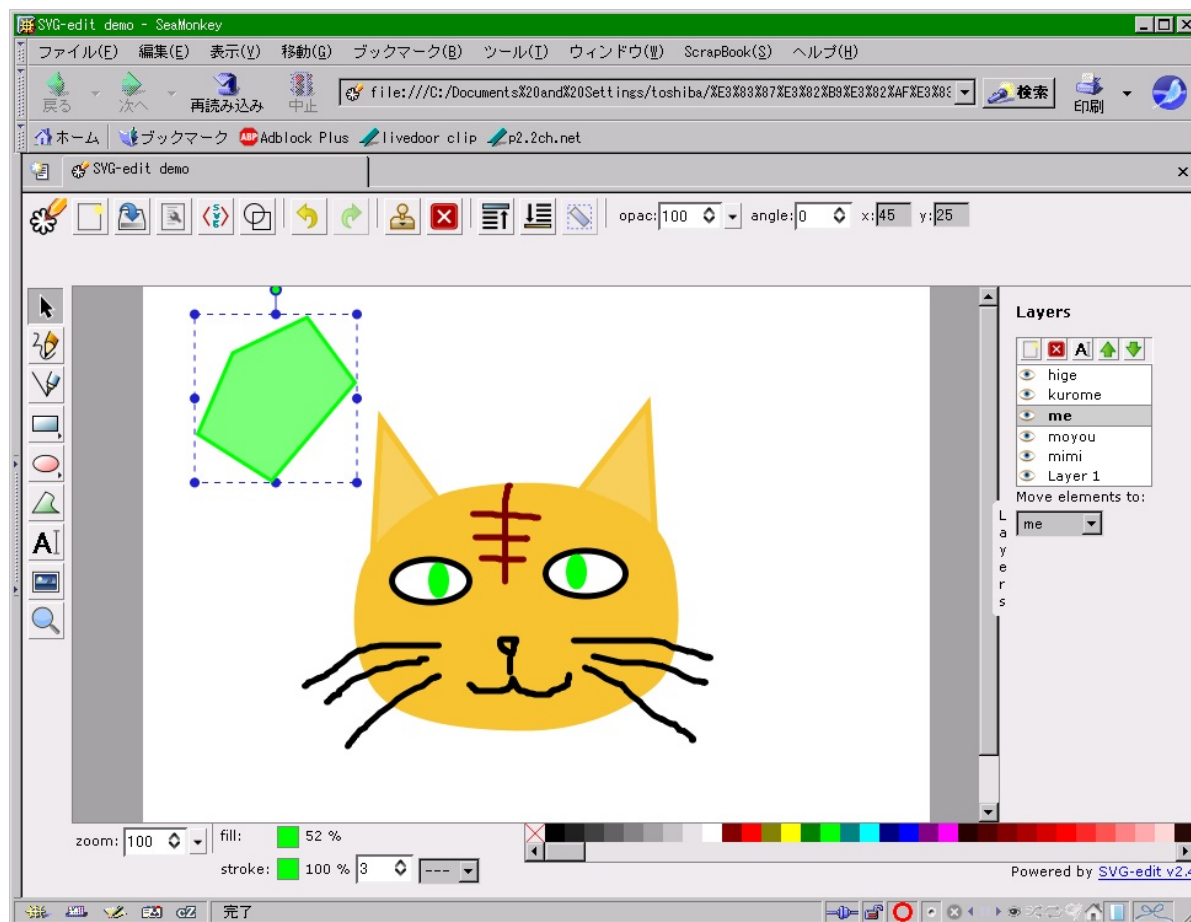 SVG-edit demo - SeaMonkey
ファイル(F) 編集(E) 表示(V) 移動(G) ブックマーク(B) ツール(T) ウィンドウ(W) ScrapBook(S) ヘルプ(H)
戻る 次へ 再読み込み 中止 file:///C:/Documents%20and%20Settings/toshiba/%E3%83%87%E3%82%B9%E3%82%AF%E3%8 検索 印刷
ホーム ブックマーク ABP Adblock Plus livedoor clip p2.2ch.net
SVG-edit demo
SVG opac: 100 angle: 0 x: 45 y: 25
Layers
hige
kurome
me
moyou
mimi
Layer 1
Move elements to:
me
Layers
zoom: 100 fill: 52 %
stroke: 100 % 3 ---
Powered by SVG-edit v2.4
cZ 完了